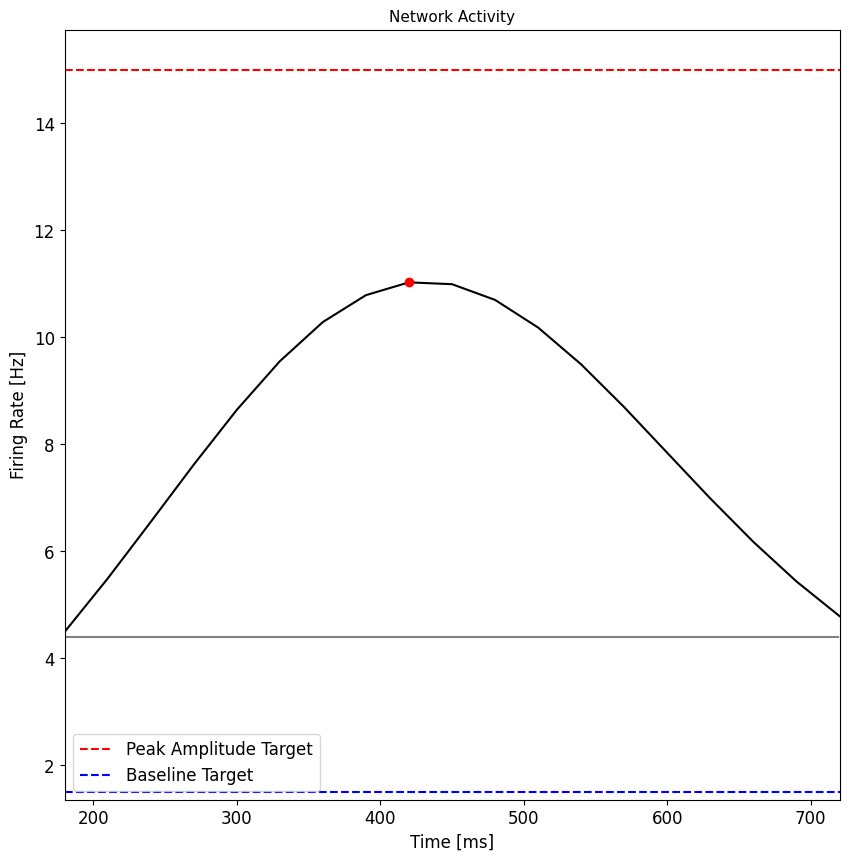 Network Activity
Firing Rate [Hz]
14
12
10
8
6
4
2
Peak Amplitude Target
Baseline Target
200 300 400 500 600 700
Time [ms]